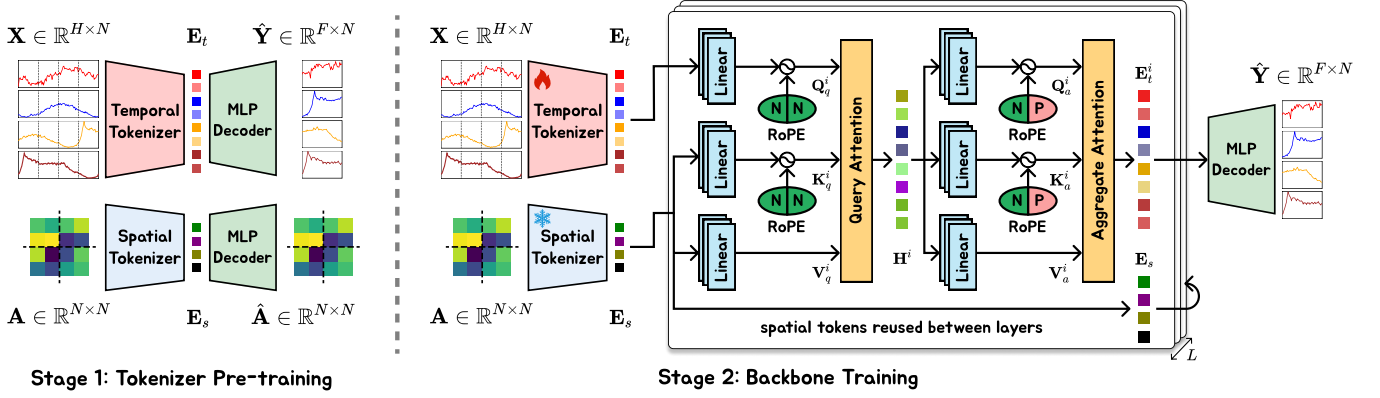 X ∈ ℝ^{H×N}
E_t
Ŷ ∈ ℝ^{F×N}
Temporal
Tokenizer
MLP
Decoder
Spatial
Tokenizer
MLP
Decoder
A ∈ ℝ^{N×N}
E_s
Â ∈ ℝ^{N×N}
Stage 1: Tokenizer Pre-training
X ∈ ℝ^{H×N}
E_t
Temporal
Tokenizer
Spatial
Tokenizer
A ∈ ℝ^{N×N}
E_s
Linear
Q_q^i
N N
RoPE
Linear
K_q^i
N N
RoPE
Linear
V_q^i
Query Attention
H^i
Linear
Q_a^i
N P
RoPE
Linear
K_a^i
N P
RoPE
Linear
V_a^i
Aggregate Attention
E_t^i
E_s
spatial tokens reused between layers
L
MLP
Decoder
Ŷ ∈ ℝ^{F×N}
Stage 2: Backbone Training